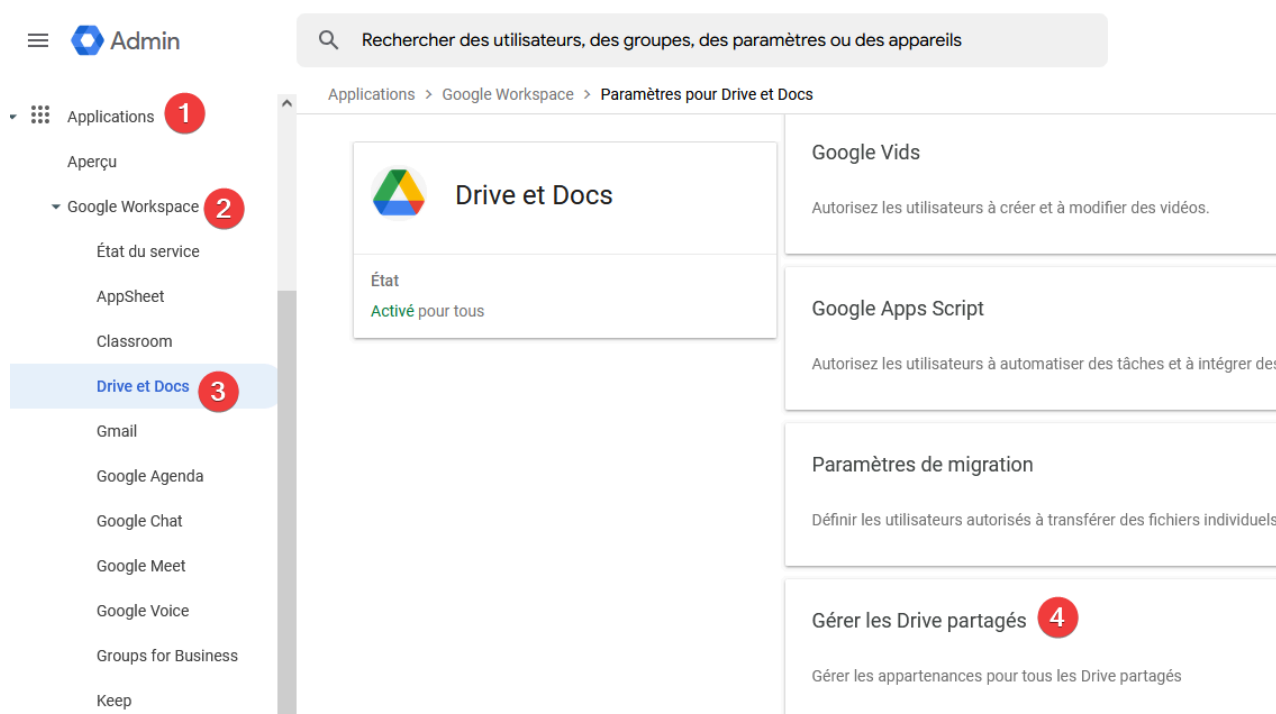 Admin
Rechercher des utilisateurs, des groupes, des paramètres ou des appareils
Applications 1
Aperçu
Google Workspace 2
État du service
AppSheet
Classroom
Drive et Docs 3
Gmail
Google Agenda
Google Chat
Google Meet
Google Voice
Groups for Business
Keep
Applications > Google Workspace > Paramètres pour Drive et Docs
Drive et Docs
État
Activé pour tous
Google Vids
Autorisez les utilisateurs à créer et à modifier des vidéos.
Google Apps Script
Autorisez les utilisateurs à automatiser des tâches et à intégrer des
Paramètres de migration
Définir les utilisateurs autorisés à transférer des fichiers individuels
Gérer les Drive partagés 4
Gérer les appartenances pour tous les Drive partagés